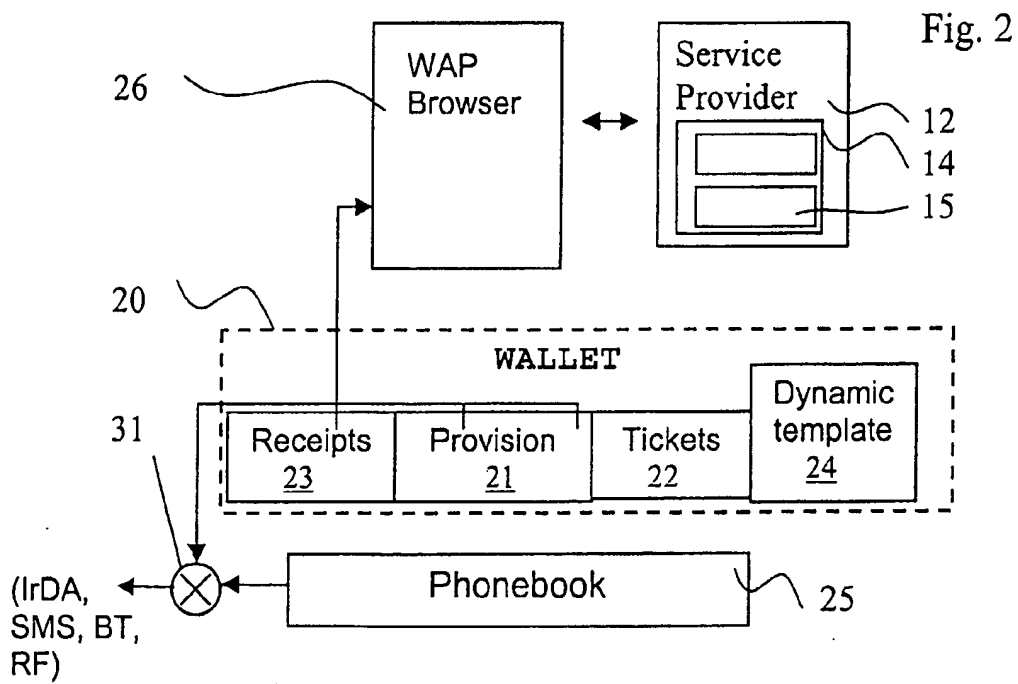 Fig. 2
WAP
Browser
26
Service
Provider
12
14
15
20
WALLET
Dynamic
template
24
31
Receipts
23
Provision
21
Tickets
22
Phonebook
25
(IrDA,
SMS, BT,
RF)